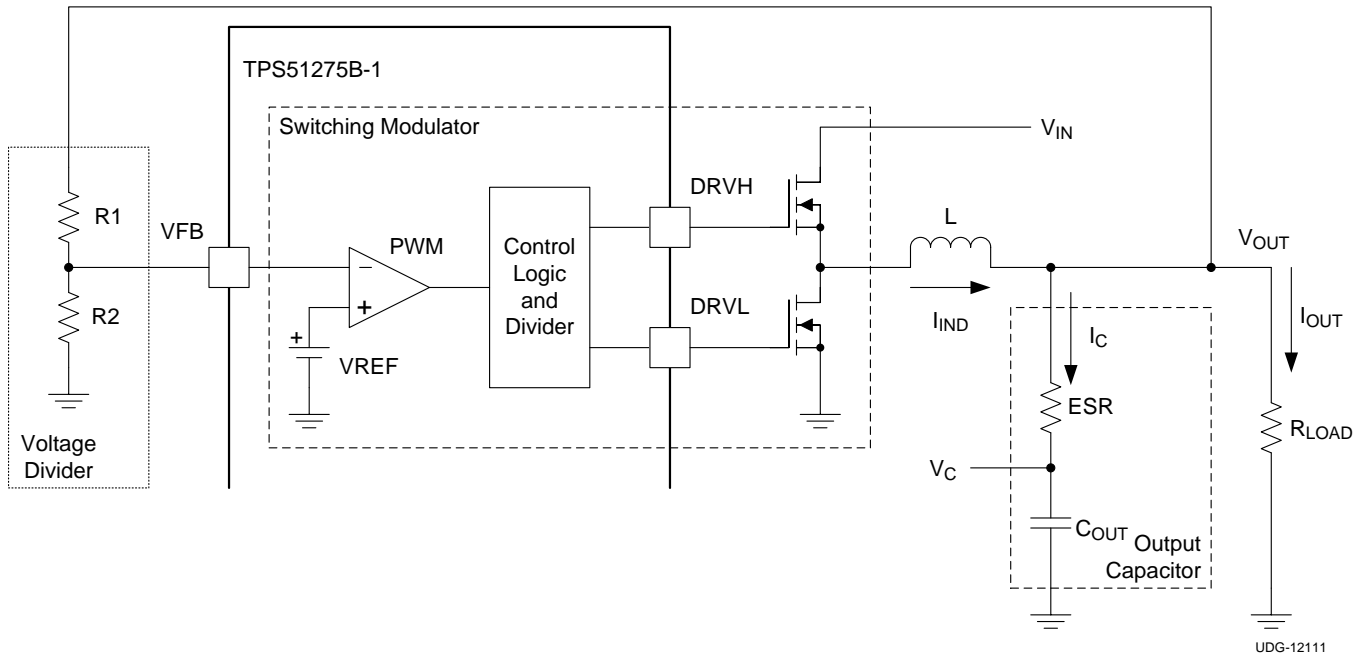 TPS51275B-1
Switching Modulator
V_IN
DRVH
R1
VFB
PWM
L
V_OUT
Control
Logic
and
Divider
−
+
R2
DRVL
I_IND
I_OUT
I_C
+
VREF
ESR
R_LOAD
Voltage
Divider
V_C
C_OUT
Output
Capacitor
UDG-12111